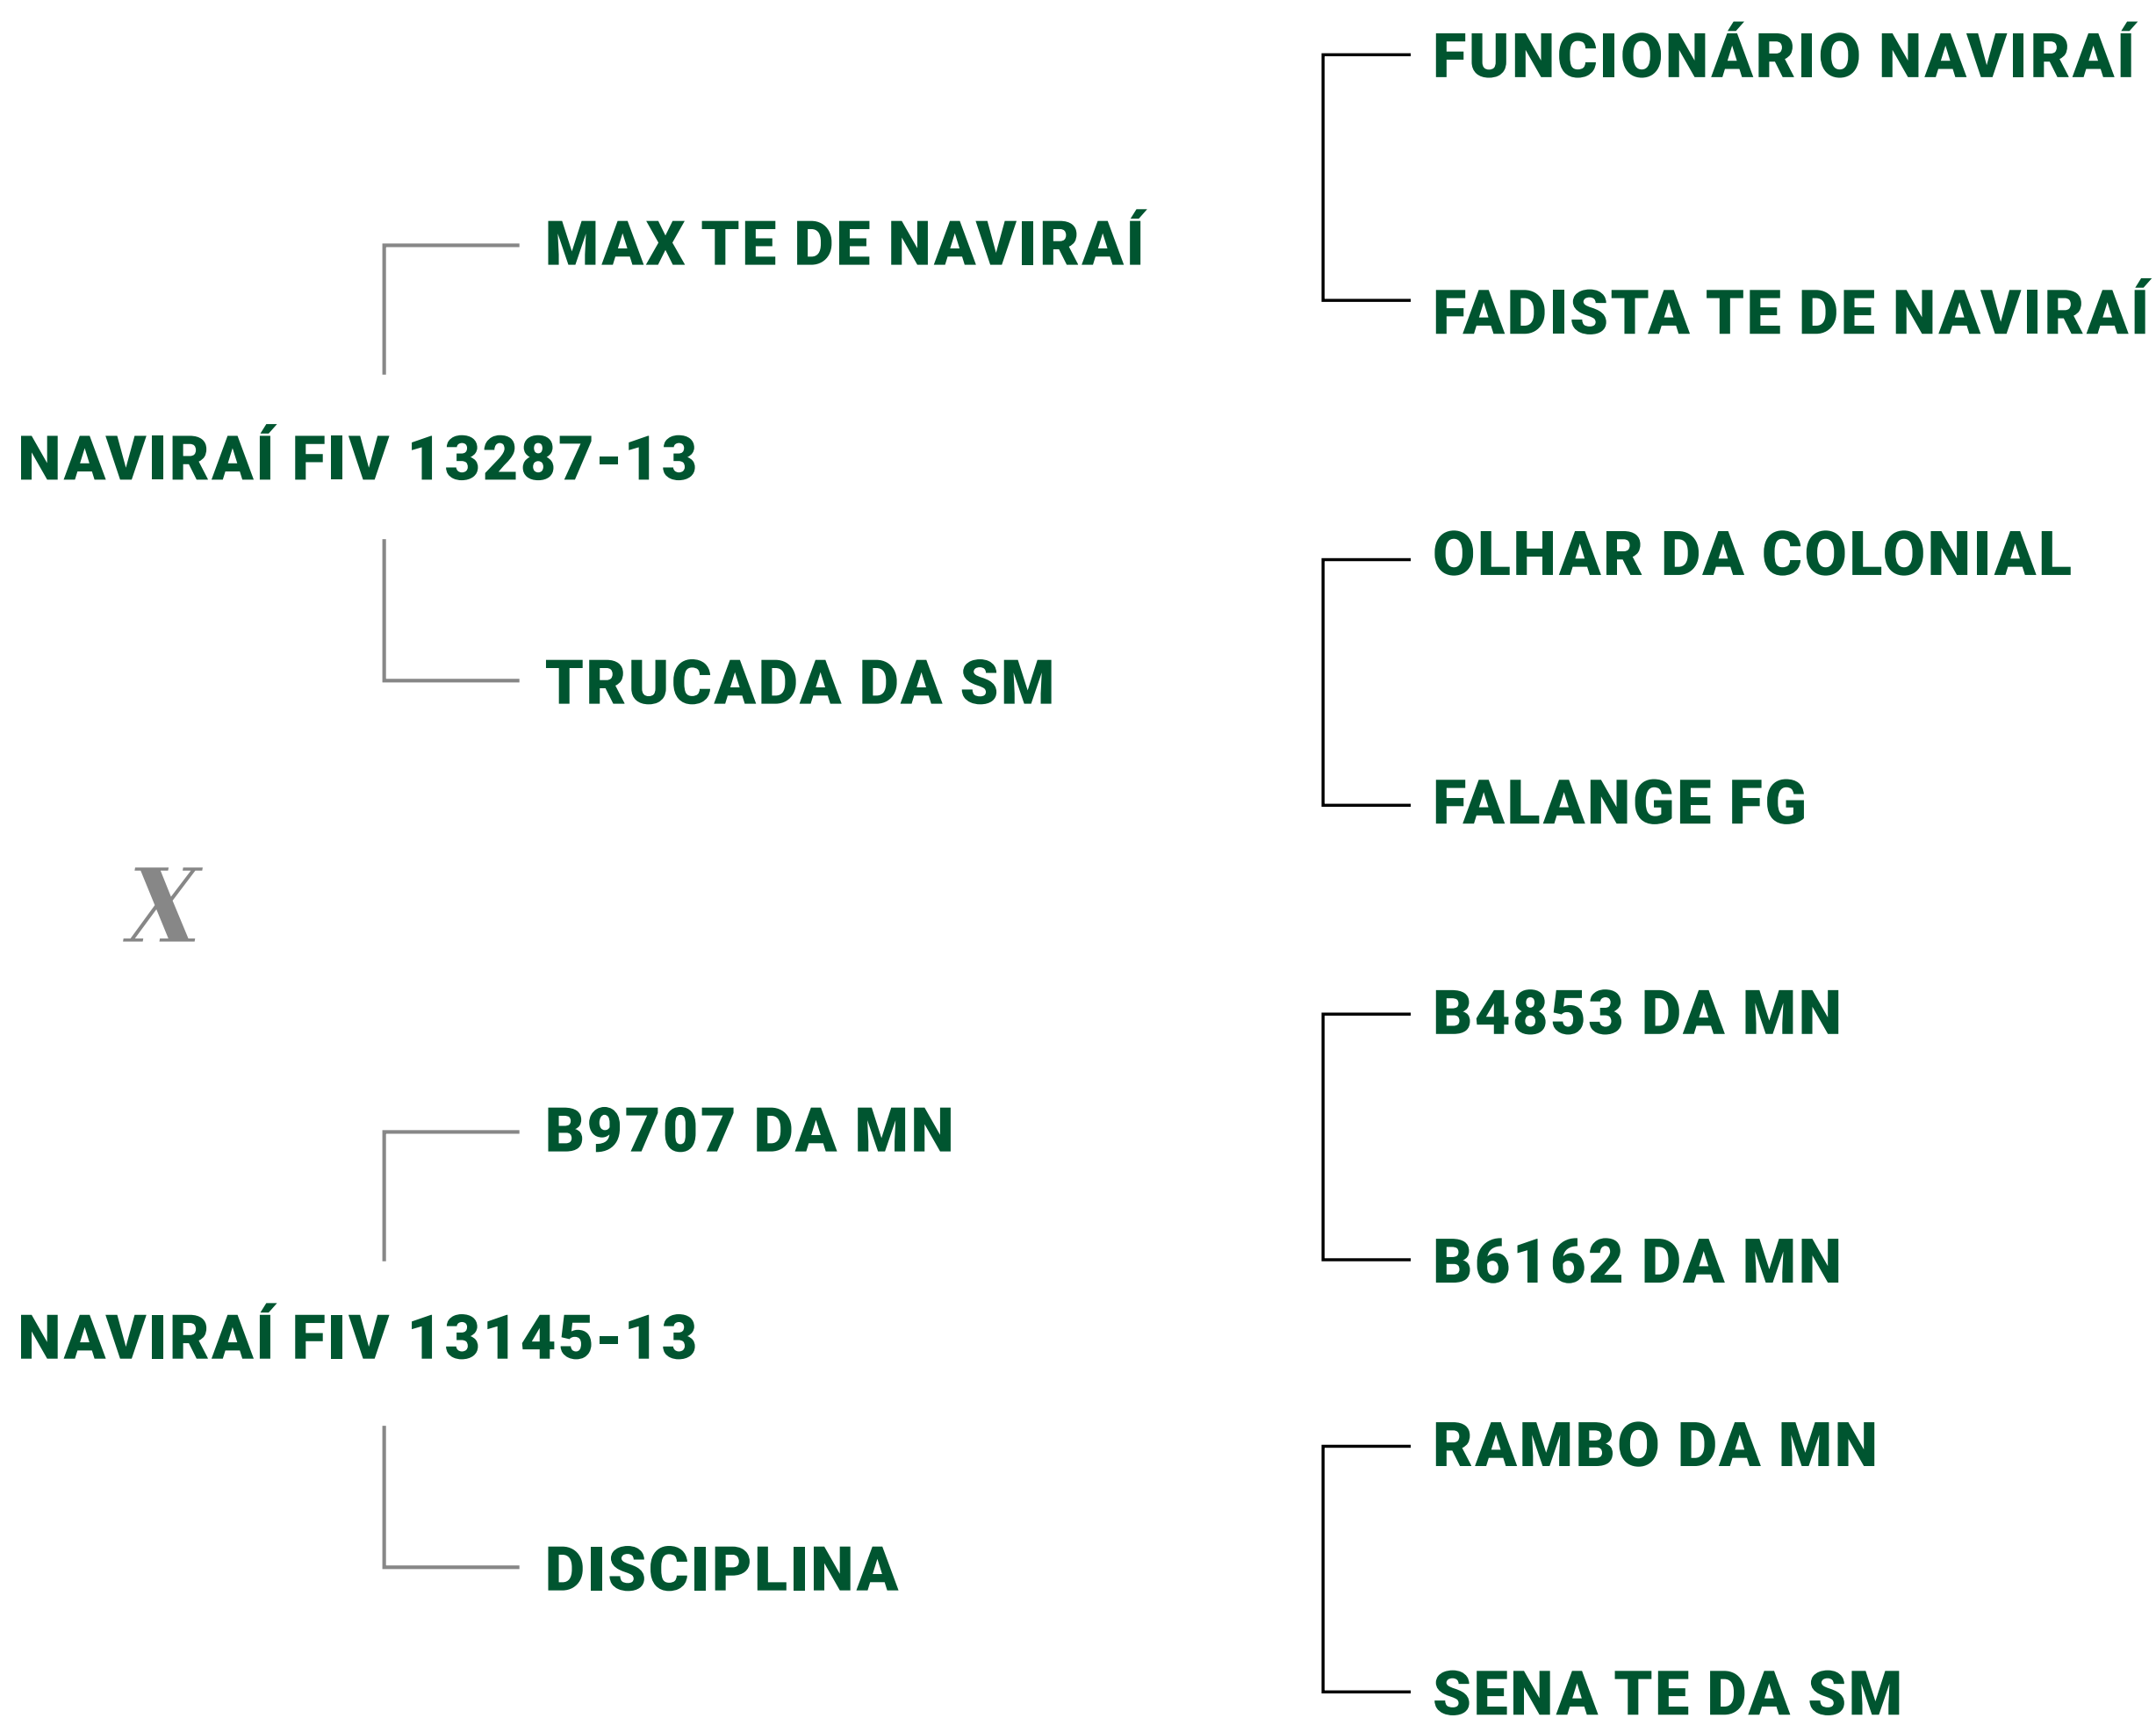 FUNCIONÁRIO NAVIRAÍ
MAX TE DE NAVIRAÍ
FADISTA TE DE NAVIRAÍ
NAVIRAÍ FIV 13287-13
OLHAR DA COLONIAL
TRUCADA DA SM
FALANGE FG
X
B4853 DA MN
B9707 DA MN
B6162 DA MN
NAVIRAÍ FIV 13145-13
RAMBO DA MN
DISCIPLINA
SENA TE DA SM